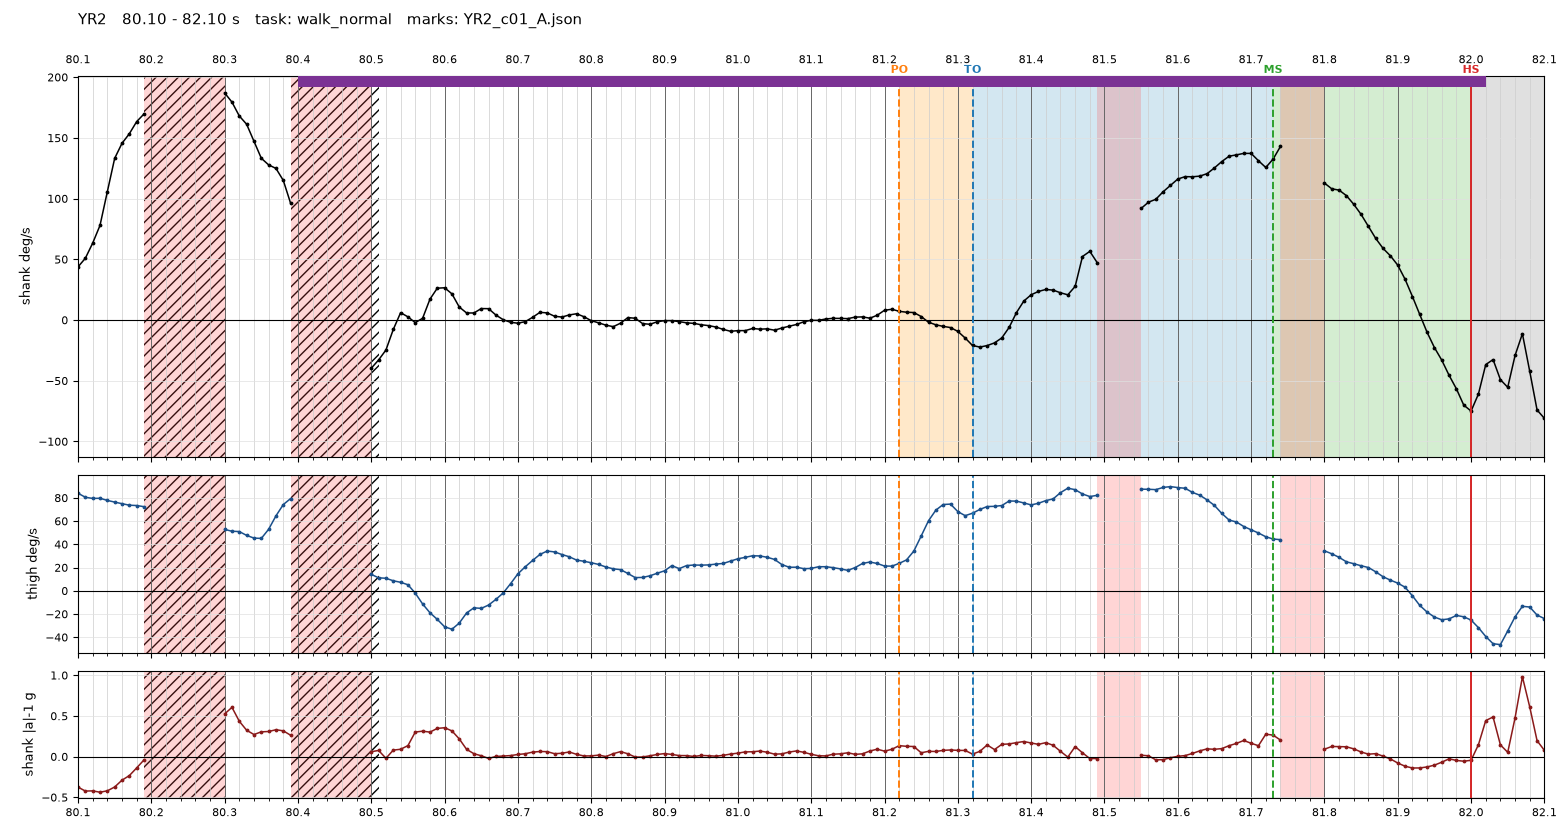 YR2   80.10 - 82.10 s   task: walk_normal   marks: YR2_c01_A.json
80.1 80.2 80.3 80.4 80.5 80.6 80.7 80.8 80.9 81.0 81.1 81.2 81.3 81.4 81.5 81.6 81.7 81.8 81.9 82.0 82.1
PO TO MS HS
shank deg/s
200
150
100
50
0
−50
−100
thigh deg/s
80
60
40
20
0
−20
−40
shank |a|-1 g
1.0
0.5
0.0
−0.5
80.1 80.2 80.3 80.4 80.5 80.6 80.7 80.8 80.9 81.0 81.1 81.2 81.3 81.4 81.5 81.6 81.7 81.8 81.9 82.0 82.1